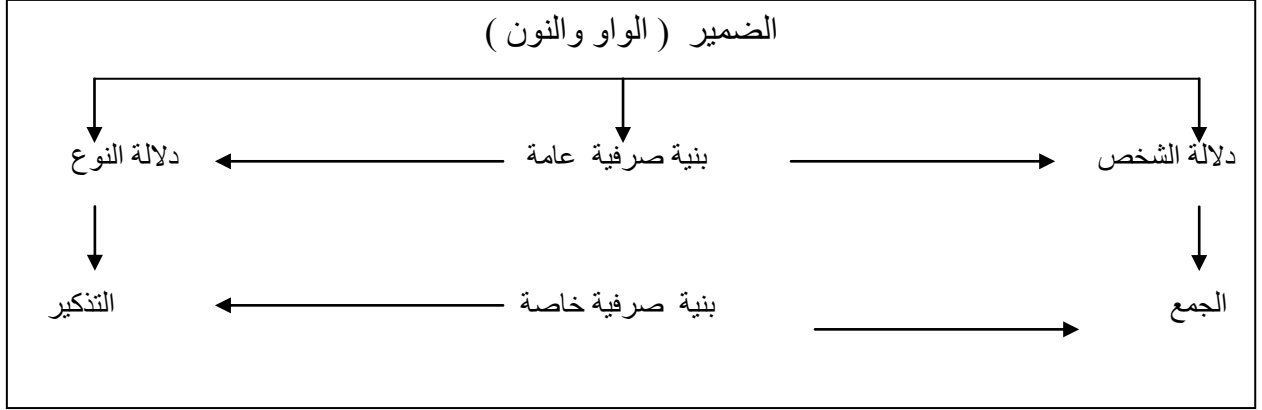 الضمير ( الواو والنون )
دلالة الشخص بنية صرفية عامة دلالة النوع
الجمع بنية صرفية خاصة التذكير